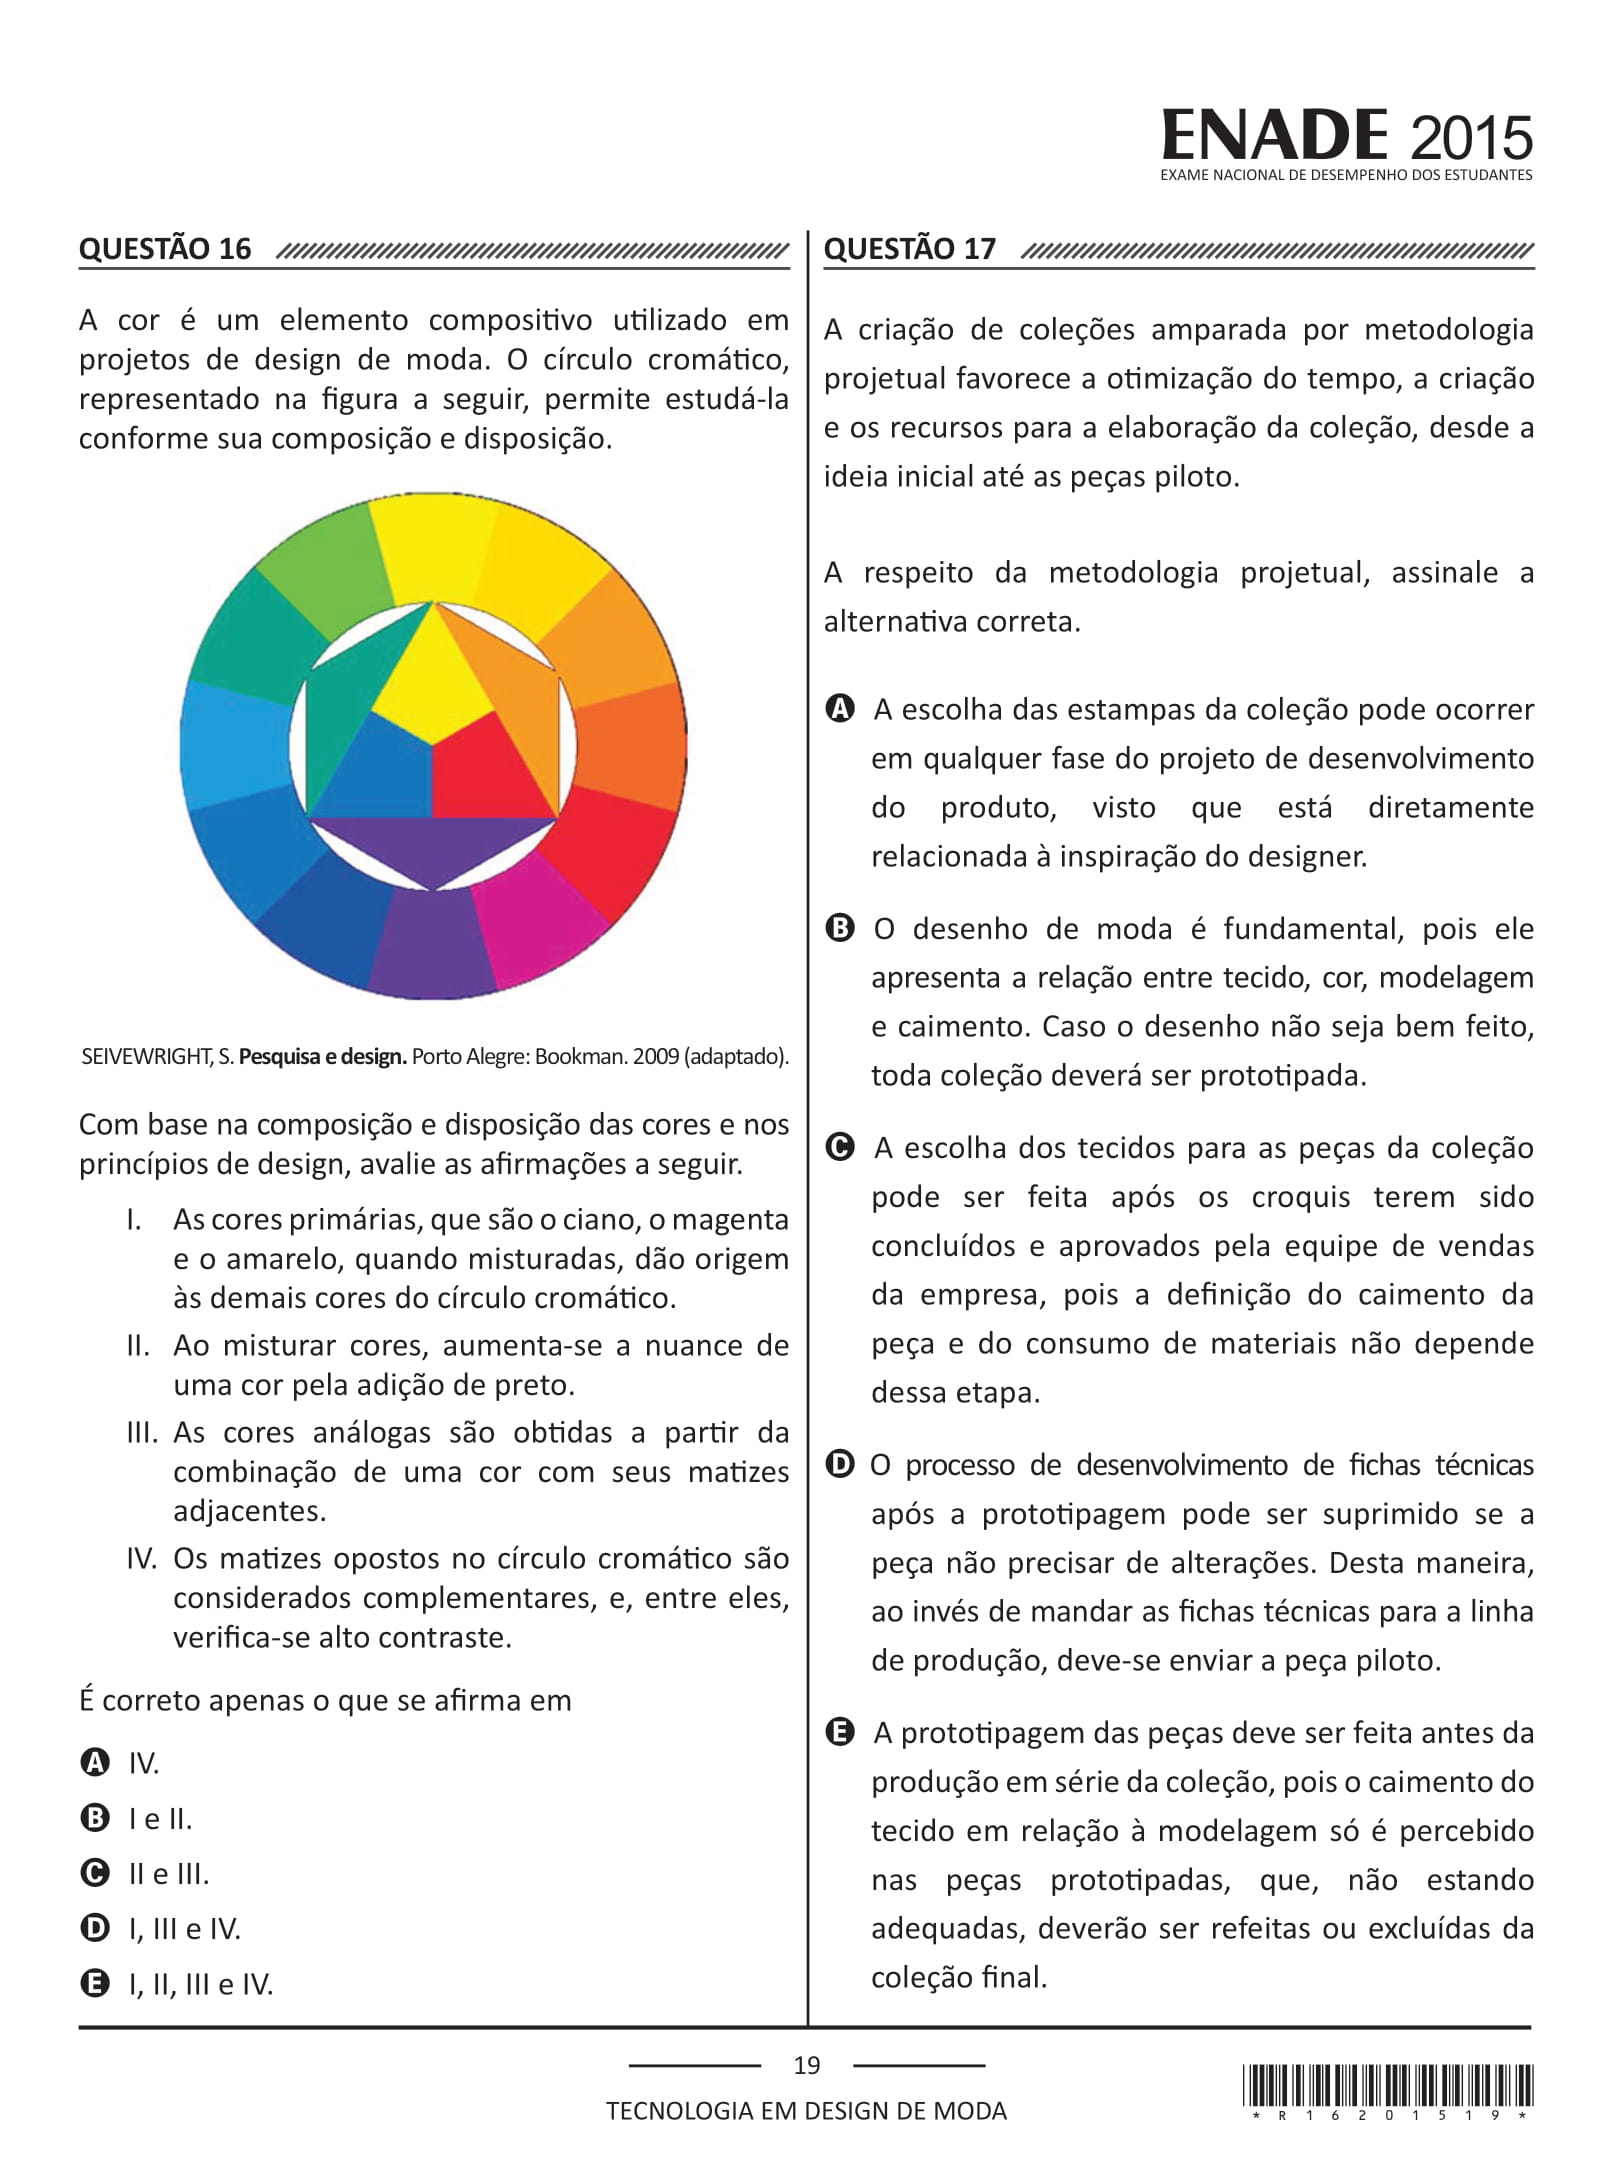 ENADE 2015
EXAME NACIONAL DE DESEMPENHO DOS ESTUDANTES
QUESTÃO 16
A cor é um elemento compositivo utilizado em
projetos de design de moda. O círculo cromático,
representado na figura a seguir, permite estudá-la
conforme sua composição e disposição.
SEIVEWRIGHT, S. Pesquisa e design. Porto Alegre: Bookman. 2009 (adaptado).
Com base na composição e disposição das cores e nos
princípios de design, avalie as afirmações a seguir.
I. As cores primárias, que são o ciano, o magenta
e o amarelo, quando misturadas, dão origem
às demais cores do círculo cromático.
II. Ao misturar cores, aumenta-se a nuance de
uma cor pela adição de preto.
III. As cores análogas são obtidas a partir da
combinação de uma cor com seus matizes
adjacentes.
IV. Os matizes opostos no círculo cromático são
considerados complementares, e, entre eles,
verifica-se alto contraste.
É correto apenas o que se afirma em
A IV.
B I e II.
C II e III.
D I, III e IV.
E I, II, III e IV.
QUESTÃO 17
A criação de coleções amparada por metodologia
projetual favorece a otimização do tempo, a criação
e os recursos para a elaboração da coleção, desde a
ideia inicial até as peças piloto.
A respeito da metodologia projetual, assinale a
alternativa correta.
A A escolha das estampas da coleção pode ocorrer
em qualquer fase do projeto de desenvolvimento
do produto, visto que está diretamente
relacionada à inspiração do designer.
B O desenho de moda é fundamental, pois ele
apresenta a relação entre tecido, cor, modelagem
e caimento. Caso o desenho não seja bem feito,
toda coleção deverá ser prototipada.
C A escolha dos tecidos para as peças da coleção
pode ser feita após os croquis terem sido
concluídos e aprovados pela equipe de vendas
da empresa, pois a definição do caimento da
peça e do consumo de materiais não depende
dessa etapa.
D O processo de desenvolvimento de fichas técnicas
após a prototipagem pode ser suprimido se a
peça não precisar de alterações. Desta maneira,
ao invés de mandar as fichas técnicas para a linha
de produção, deve-se enviar a peça piloto.
E A prototipagem das peças deve ser feita antes da
produção em série da coleção, pois o caimento do
tecido em relação à modelagem só é percebido
nas peças prototipadas, que, não estando
adequadas, deverão ser refeitas ou excluídas da
coleção final.
19
TECNOLOGIA EM DESIGN DE MODA
*R16201519*